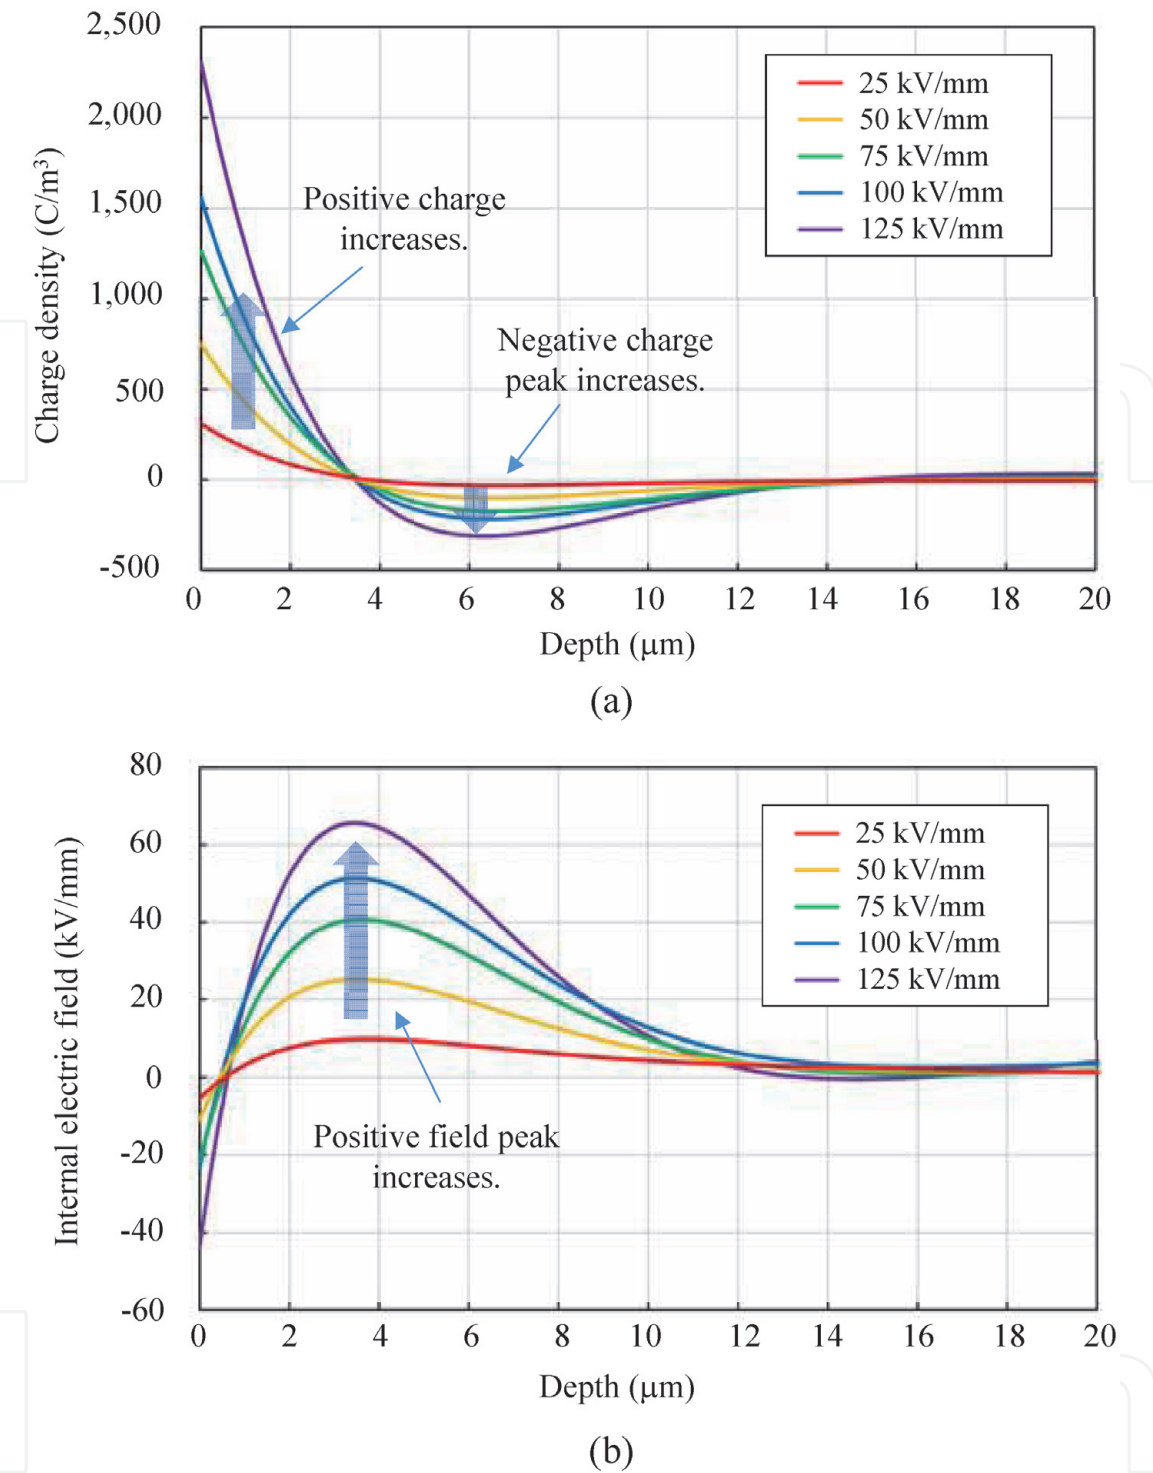 2,500
2,000
1,500
1,000
500
0
-500
Charge density (C/m³)
25 kV/mm
50 kV/mm
75 kV/mm
100 kV/mm
125 kV/mm
Positive charge
increases.
Negative charge
peak increases.
0 2 4 6 8 10 12 14 16 18 20
Depth (μm)
(a)
80
60
40
20
0
-20
-40
-60
Internal electric field (kV/mm)
25 kV/mm
50 kV/mm
75 kV/mm
100 kV/mm
125 kV/mm
Positive field peak
increases.
0 2 4 6 8 10 12 14 16 18 20
Depth (μm)
(b)